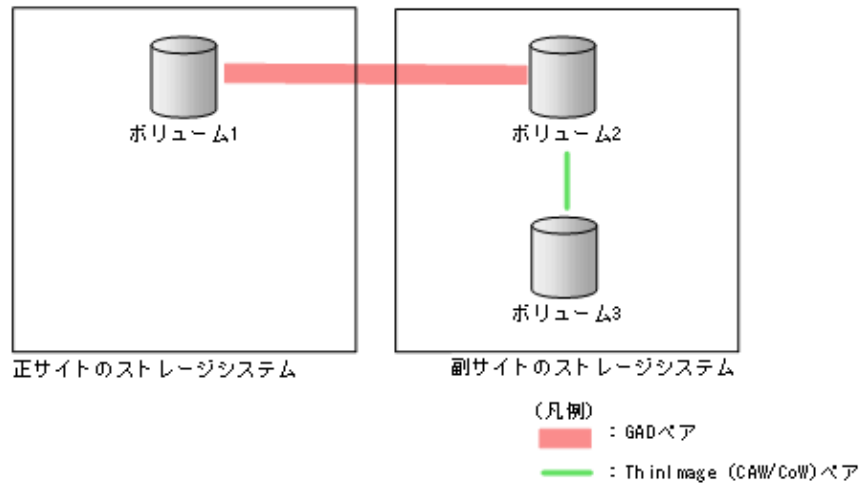 ボリューム1
ボリューム2
ボリューム3
正サイトのストレージシステム
副サイトのストレージシステム
(凡例)
：GADペア
：ThinImage (CAW/CoW)ペア